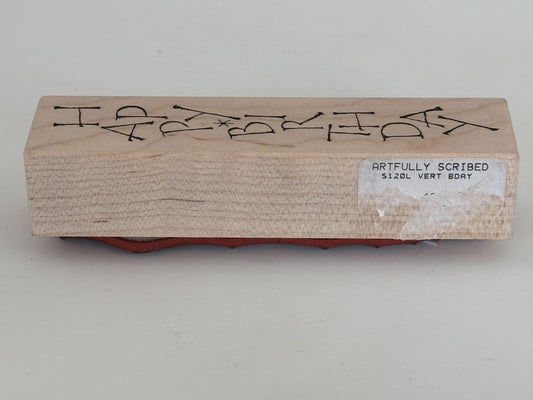 HAPPY * BIRTHDAY
ARTFULLY SCRIBED
S120L VERT BDAY